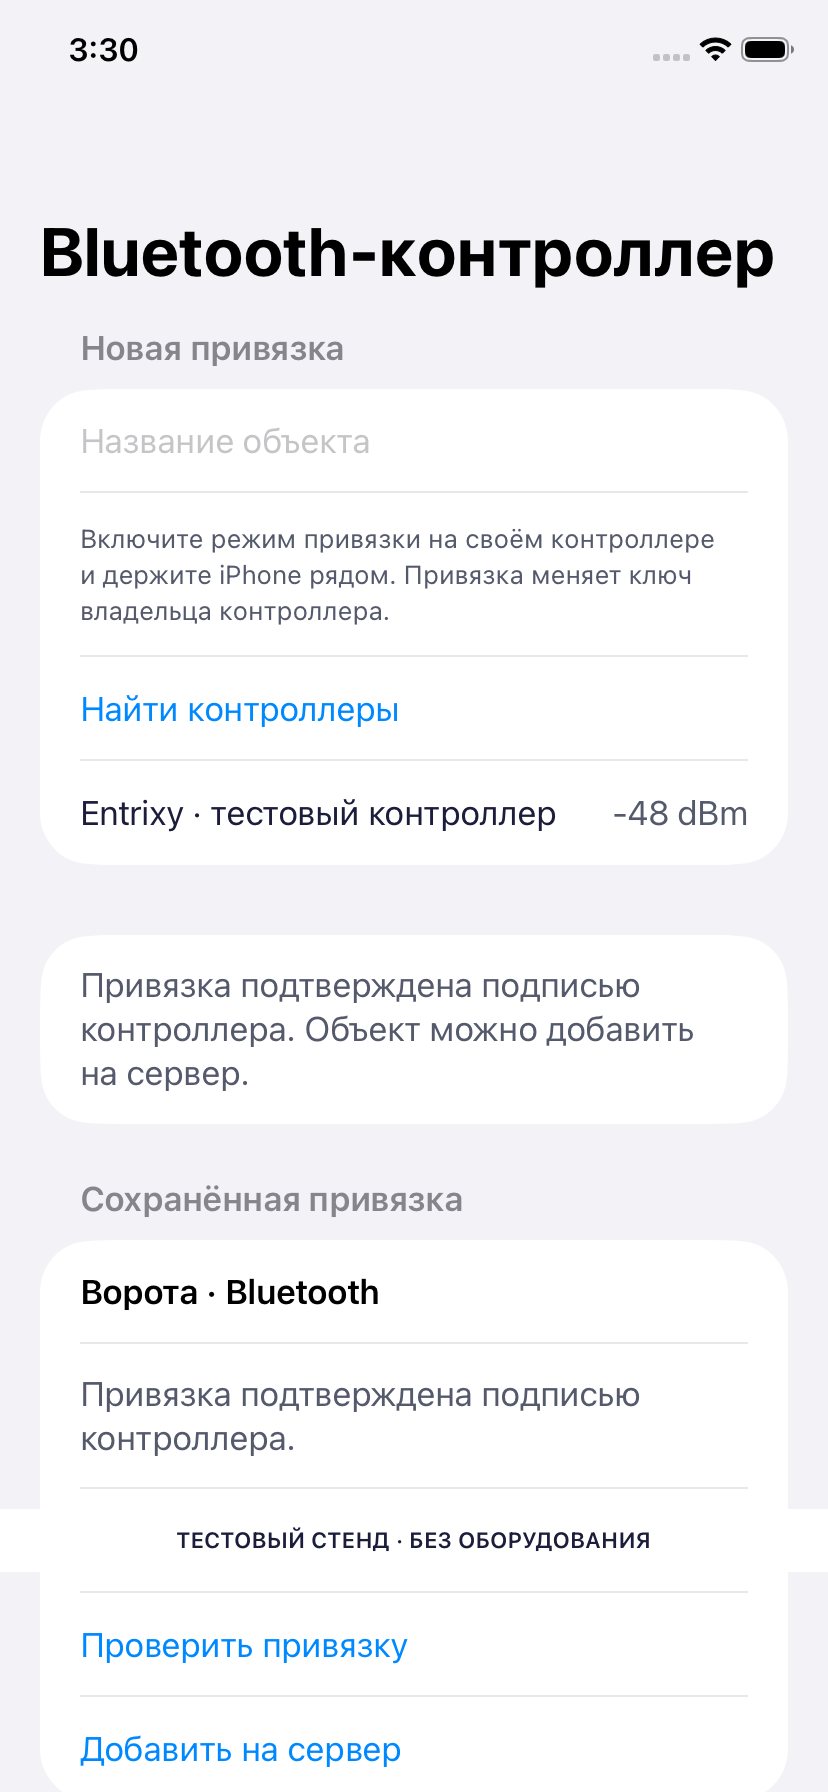 3:30
Bluetooth-контроллер
Новая привязка
Название объекта
Включите режим привязки на своём контроллере
и держите iPhone рядом. Привязка меняет ключ
владельца контроллера.
Найти контроллеры
Entrixy · тестовый контроллер -48 dBm
Привязка подтверждена подписью
контроллера. Объект можно добавить
на сервер.
Сохранённая привязка
Ворота · Bluetooth
Привязка подтверждена подписью
контроллера.
ТЕСТОВЫЙ СТЕНД · БЕЗ ОБОРУДОВАНИЯ
Проверить привязку
Добавить на сервер